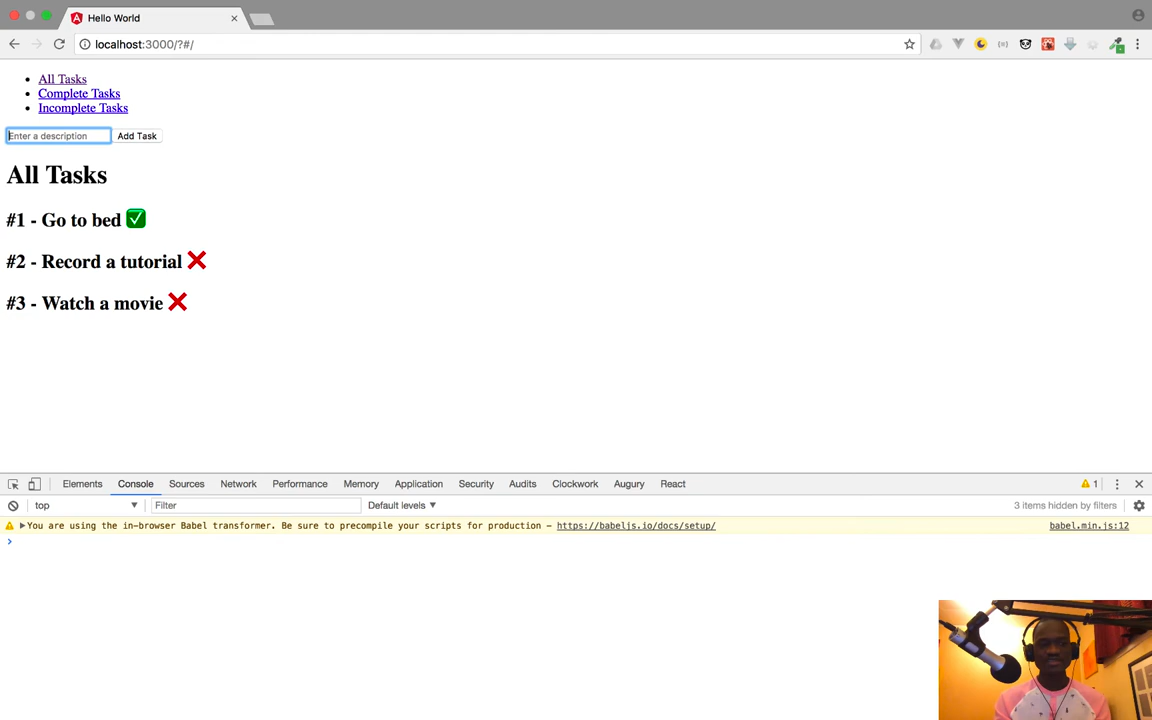 Hello World
localhost:3000/?#/
All Tasks
Complete Tasks
Incomplete Tasks
Enter a description Add Task
All Tasks
#1 - Go to bed ✅
#2 - Record a tutorial ❌
#3 - Watch a movie ❌
Elements Console Sources Network Performance Memory Application Security Audits Clockwork Augury React 1
top Filter Default levels 3 items hidden by filters
You are using the in-browser Babel transformer. Be sure to precompile your scripts for production - https://babeljs.io/docs/setup/ babel.min.js:12